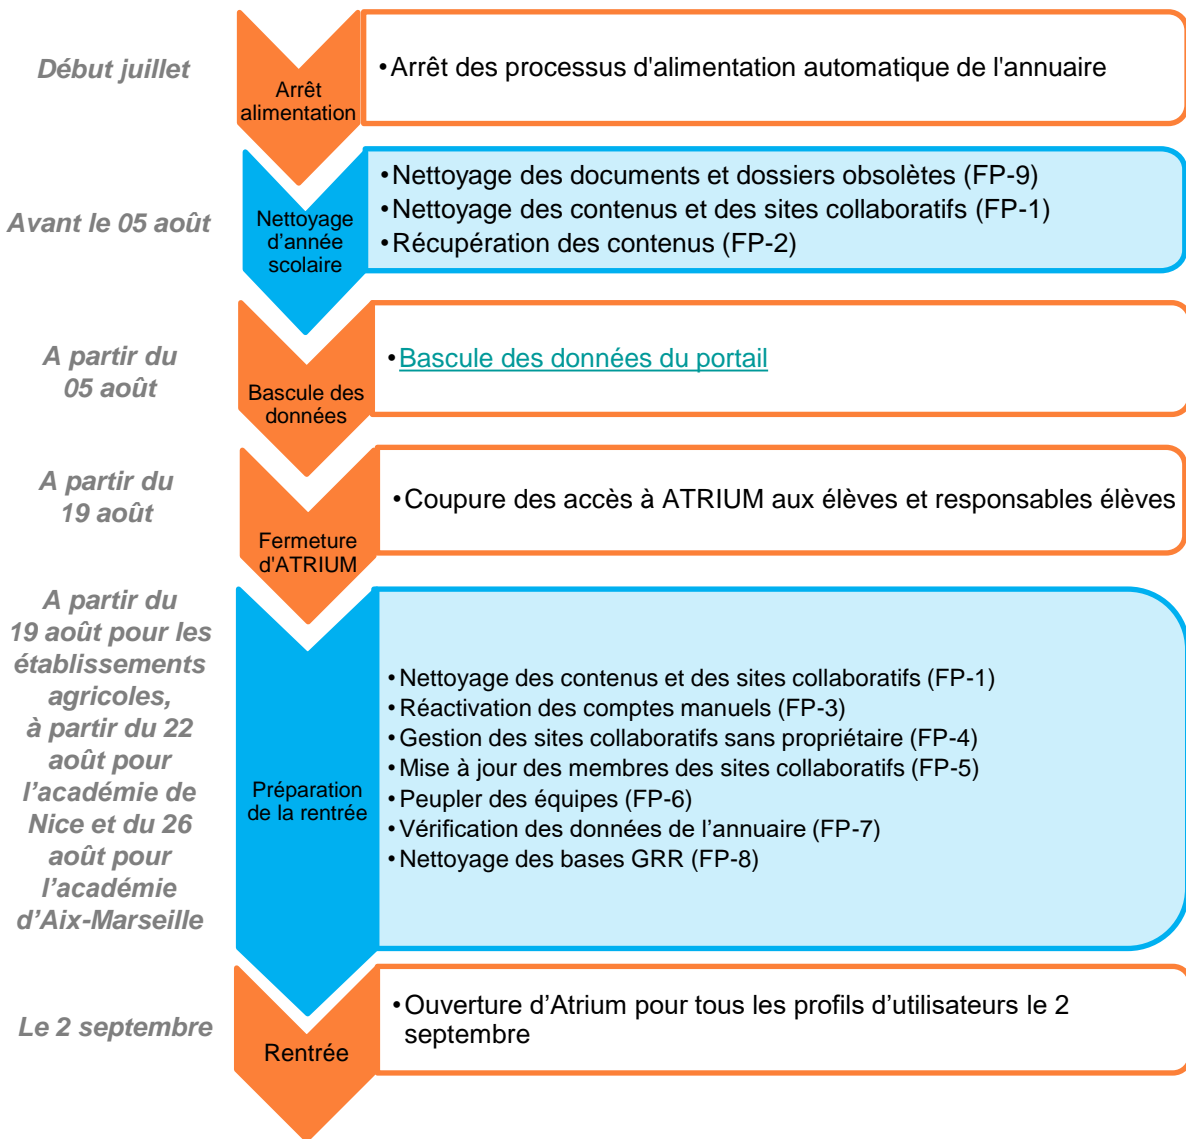 Début juillet
Arrêt
alimentation
•Arrêt des processus d'alimentation automatique de l'annuaire
Avant le 05 août
Nettoyage
d'année
scolaire
•Nettoyage des documents et dossiers obsolètes (FP-9)
•Nettoyage des contenus et des sites collaboratifs (FP-1)
•Récupération des contenus (FP-2)
A partir du
05 août
Bascule des
données
•Bascule des données du portail
A partir du
19 août
Fermeture
d'ATRIUM
•Coupure des accès à ATRIUM aux élèves et responsables élèves
A partir du
19 août pour les
établissements
agricoles,
à partir du 22
août pour
l’académie de
Nice et du 26
août pour
l’académie
d’Aix-Marseille
Préparation
de la rentrée
•Nettoyage des contenus et des sites collaboratifs (FP-1)
•Réactivation des comptes manuels (FP-3)
•Gestion des sites collaboratifs sans propriétaire (FP-4)
•Mise à jour des membres des sites collaboratifs (FP-5)
•Peupler des équipes (FP-6)
•Vérification des données de l’annuaire (FP-7)
•Nettoyage des bases GRR (FP-8)
Le 2 septembre
Rentrée
•Ouverture d’Atrium pour tous les profils d’utilisateurs le 2
septembre